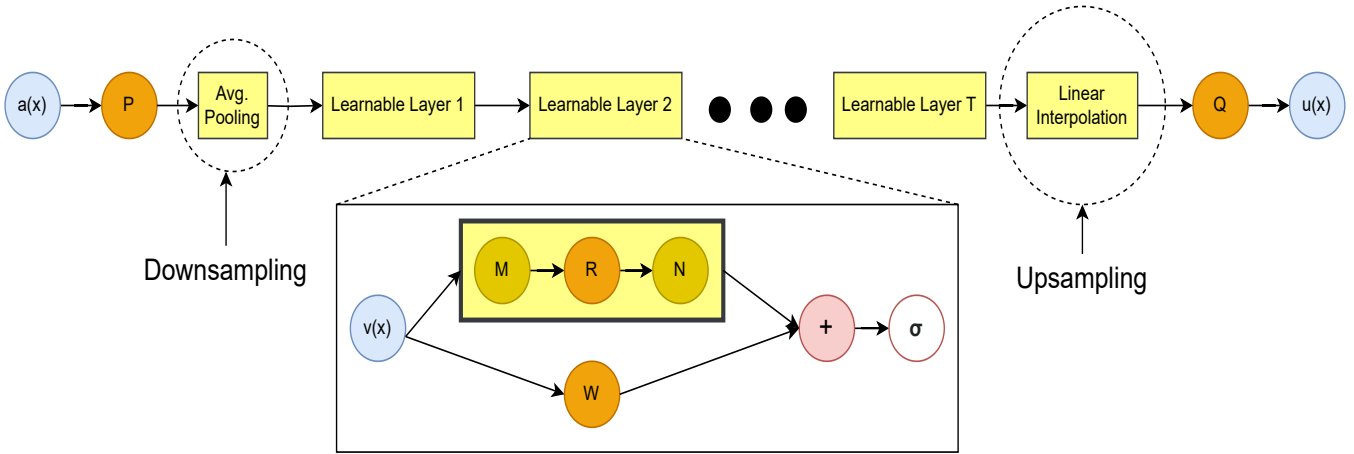 a(x)
P
Avg.
Pooling
Learnable Layer 1
Learnable Layer 2
Learnable Layer T
Linear
Interpolation
Q
u(x)
Downsampling
Upsampling
M
R
N
v(x)
+
σ
W